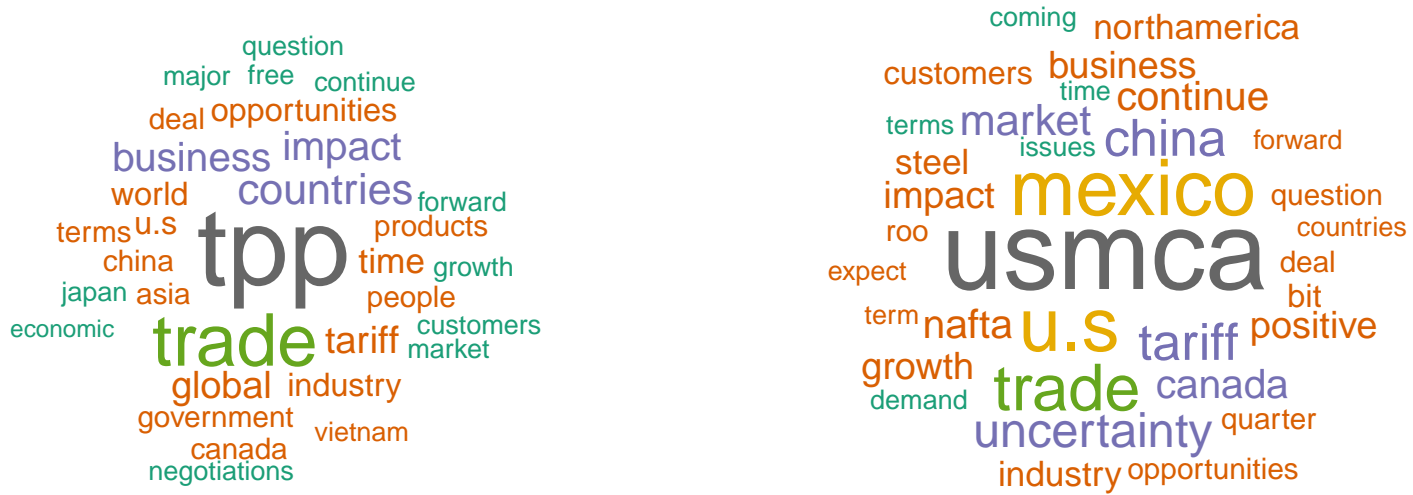 question
major free continue
deal opportunities
business impact
world countries forward
terms u.s tpp products
china time growth
japan asia people
economic trade tariff customers
market
global industry
government vietnam
canada
negotiations
coming northamerica
customers business
time continue
terms market china forward
issues
steel
impact mexico question
roo usmca countries
expect deal
bit
term nafta u.s tariff positive
growth
demand trade canada
uncertainty quarter
industry opportunities